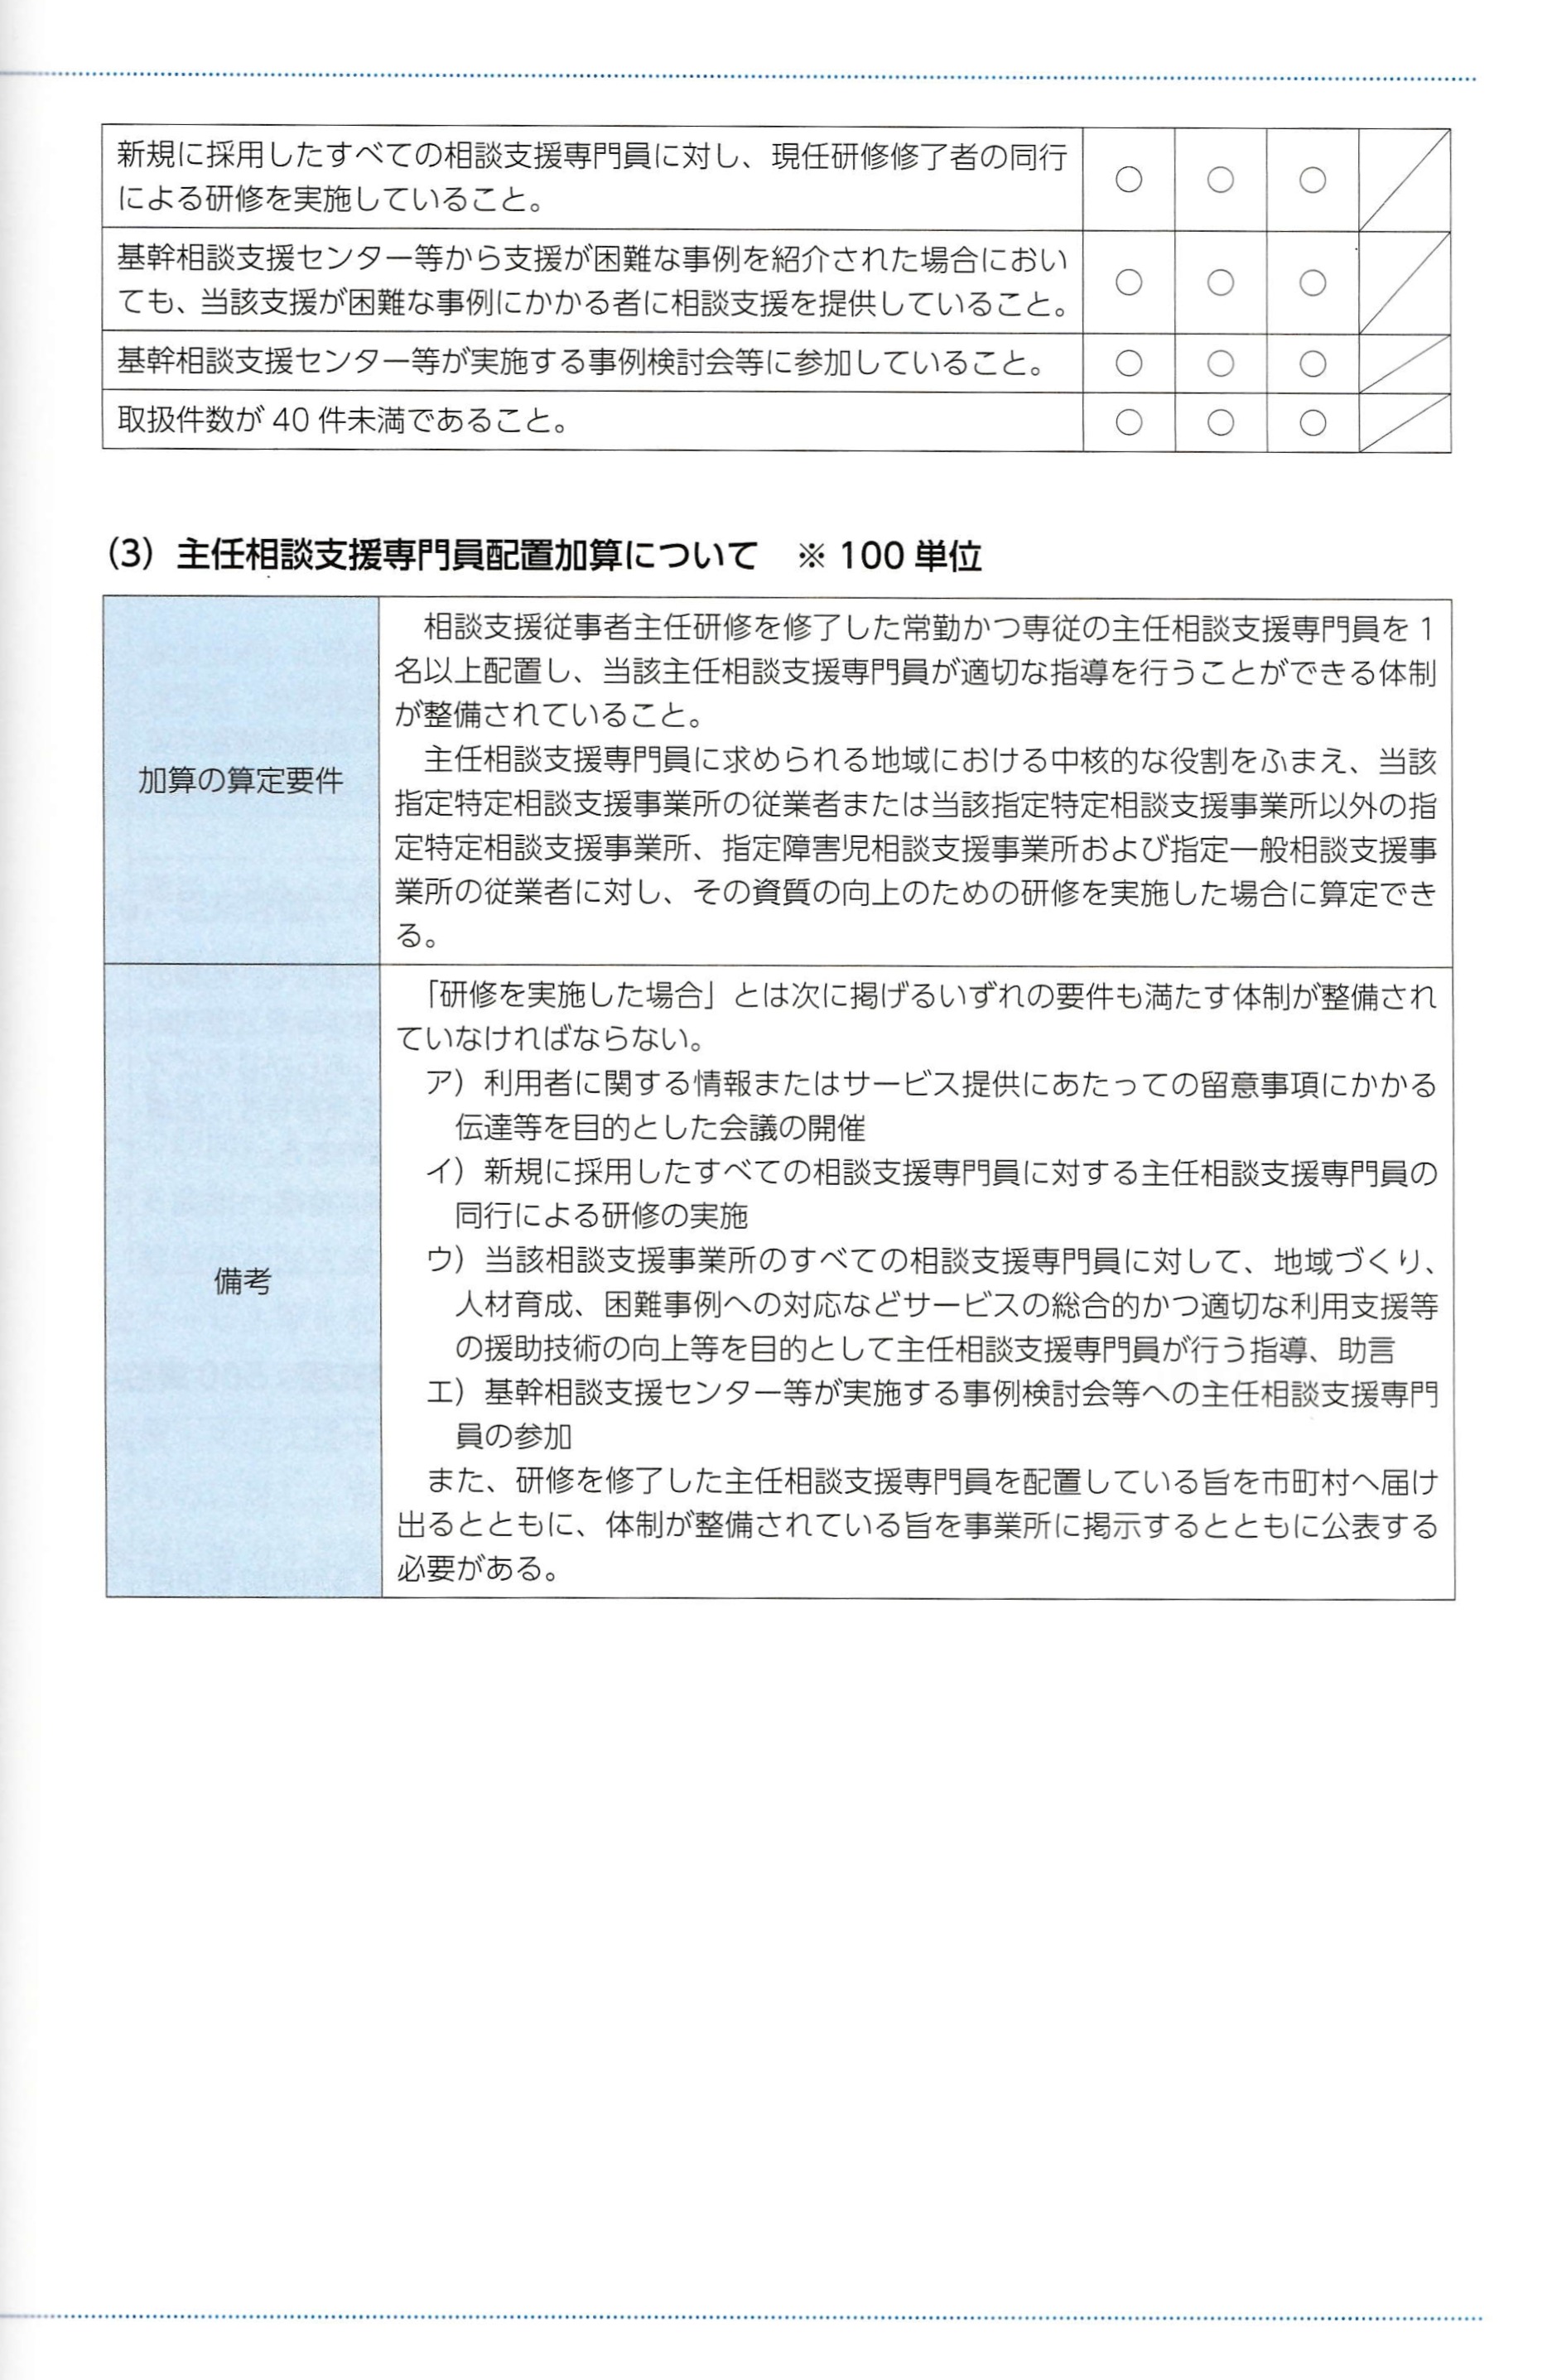 新規に採用したすべての相談支援専門員に対し、現任研修修了者の同行
による研修を実施していること。
○ ○ ○
基幹相談支援センター等から支援が困難な事例を紹介された場合におい
ても、当該支援が困難な事例にかかる者に相談支援を提供していること。
○ ○ ○
基幹相談支援センター等が実施する事例検討会等に参加していること。 ○ ○ ○
取扱件数が 40 件未満であること。 ○ ○ ○
（3）主任相談支援専門員配置加算について　※ 100 単位
加算の算定要件
相談支援従事者主任研修を修了した常勤かつ専従の主任相談支援専門員を 1
名以上配置し、当該主任相談支援専門員が適切な指導を行うことができる体制
が整備されていること。
主任相談支援専門員に求められる地域における中核的な役割をふまえ、当該
指定特定相談支援事業所の従業者または当該指定特定相談支援事業所以外の指
定特定相談支援事業所、指定障害児相談支援事業所および指定一般相談支援事
業所の従業者に対し、その資質の向上のための研修を実施した場合に算定でき
る。
備考
「研修を実施した場合」とは次に掲げるいずれの要件も満たす体制が整備され
ていなければならない。
ア）利用者に関する情報またはサービス提供にあたっての留意事項にかかる
伝達等を目的とした会議の開催
イ）新規に採用したすべての相談支援専門員に対する主任相談支援専門員の
同行による研修の実施
ウ）当該相談支援事業所のすべての相談支援専門員に対して、地域づくり、
人材育成、困難事例への対応などサービスの総合的かつ適切な利用支援等
の援助技術の向上等を目的として主任相談支援専門員が行う指導、助言
エ）基幹相談支援センター等が実施する事例検討会等への主任相談支援専門
員の参加
また、研修を修了した主任相談支援専門員を配置している旨を市町村へ届け
出るとともに、体制が整備されている旨を事業所に掲示するとともに公表する
必要がある。